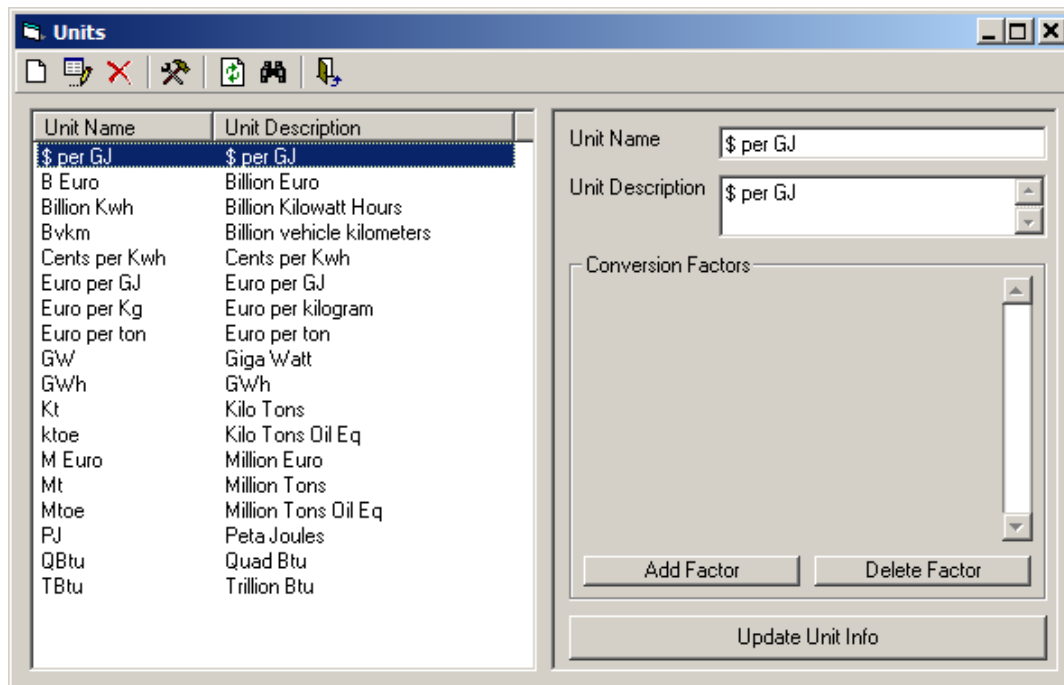 Units
Unit Name Unit Description
$ per GJ $ per GJ
B Euro Billion Euro
Billion Kwh Billion Kilowatt Hours
Bvkm Billion vehicle kilometers
Cents per Kwh Cents per Kwh
Euro per GJ Euro per GJ
Euro per Kg Euro per kilogram
Euro per ton Euro per ton
GW Giga Watt
GWh GWh
Kt Kilo Tons
ktoe Kilo Tons Oil Eq
M Euro Million Euro
Mt Million Tons
Mtoe Million Tons Oil Eq
PJ Peta Joules
QBtu Quad Btu
TBtu Trillion Btu
Unit Name $ per GJ
Unit Description $ per GJ
Conversion Factors
Add Factor Delete Factor
Update Unit Info